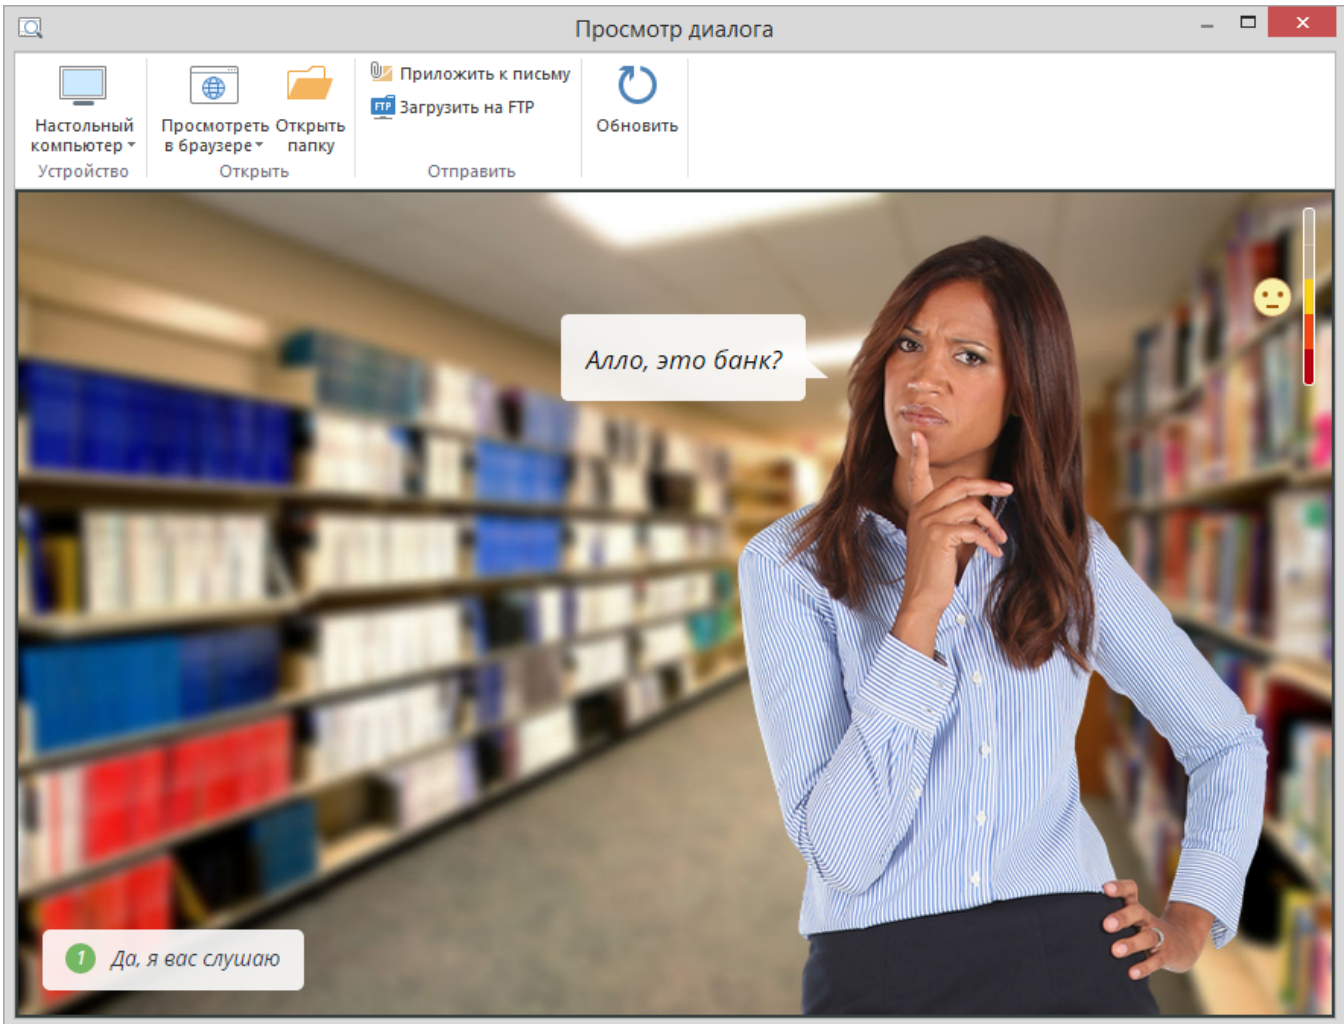 Просмотр диалога
Приложить к письму
FTP Загрузить на FTP
Настольный
компьютер
Просмотреть
в браузере
Открыть
папку
Обновить
Устройство
Открыть
Отправить
Алло, это банк?
1 Да, я вас слушаю